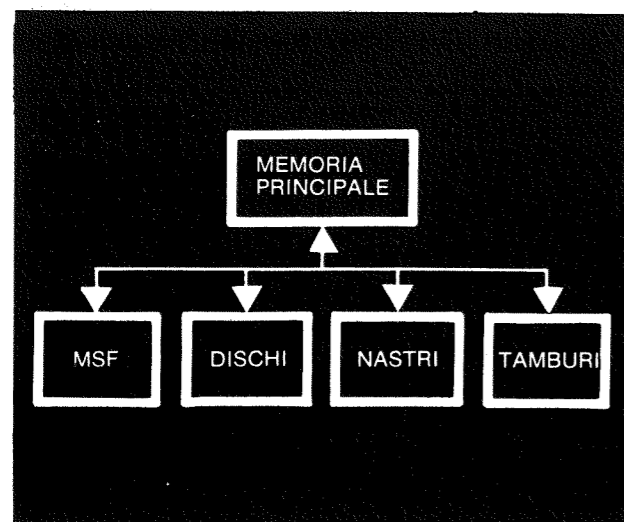 MEMORIA
PRINCIPALE
MSF
DISCHI
NASTRI
TAMBURI